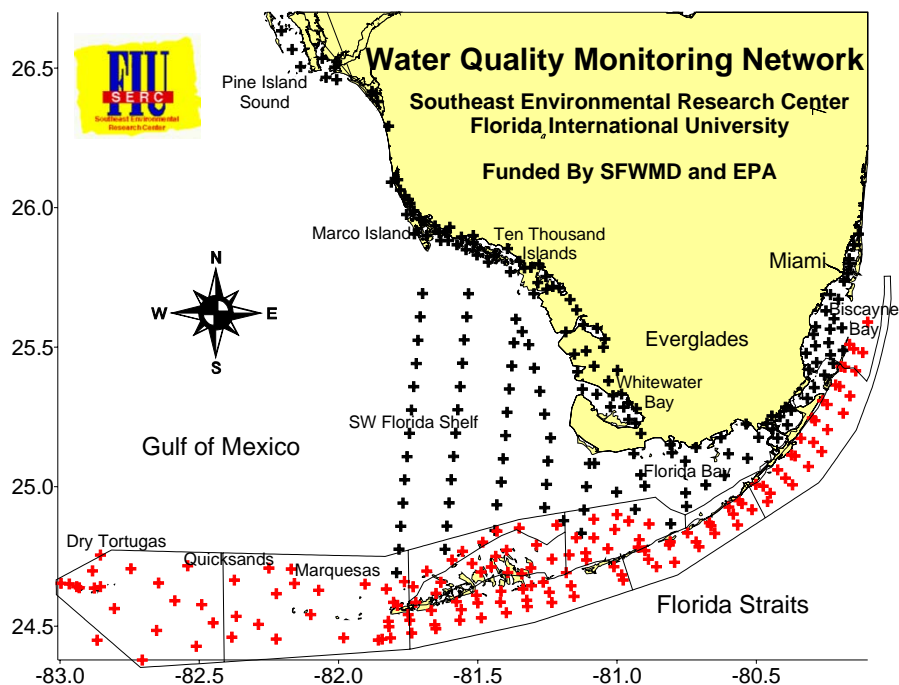 Water Quality Monitoring Network
Southeast Environmental Research Center
Florida International University
Funded By SFWMD and EPA
FIU
SERC
Southeast Environmental
Research Center
26.5
26.0
25.5
25.0
24.5
Pine Island
Sound
Marco Island
Ten Thousand
Islands
Miami
Biscayne
Bay
N
W
E
S
Everglades
Whitewater
Bay
SW Florida Shelf
Gulf of Mexico
Florida Bay
Dry Tortugas
Quicksands
Marquesas
Florida Straits
-83.0
-82.5
-82.0
-81.5
-81.0
-80.5